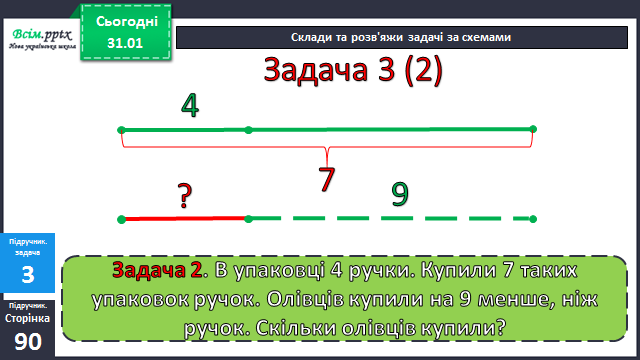 Всім.pptx
Нова українська школа
Сьогодні
31.01
Склади та розв'яжи задачі за схемами
Задача 3 (2)
4
7
?
9
Підручник.
задача
3
Підручник.
Сторінка
90
Задача 2. В упаковці 4 ручки. Купили 7 таких
упаковок ручок. Олівців купили на 9 менше, ніж
ручок. Скільки олівців купили?